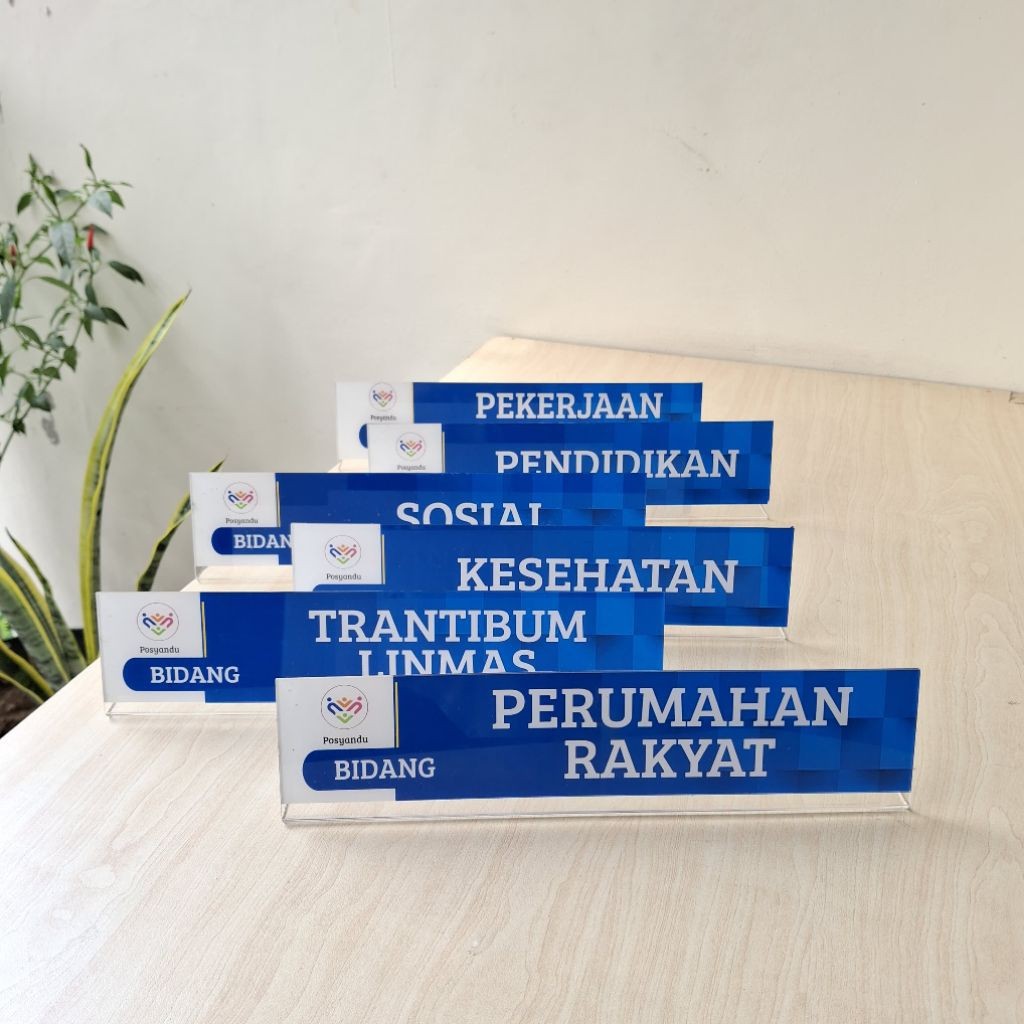 Posyandu
PEKERJAAN
Posyandu
PENDIDIKAN
Posyandu
BIDAN
SOSIAL
Posyandu
KESEHATAN
Posyandu
BIDANG
TRANTIBUM
LINMAS
Posyandu
BIDANG
PERUMAHAN
RAKYAT